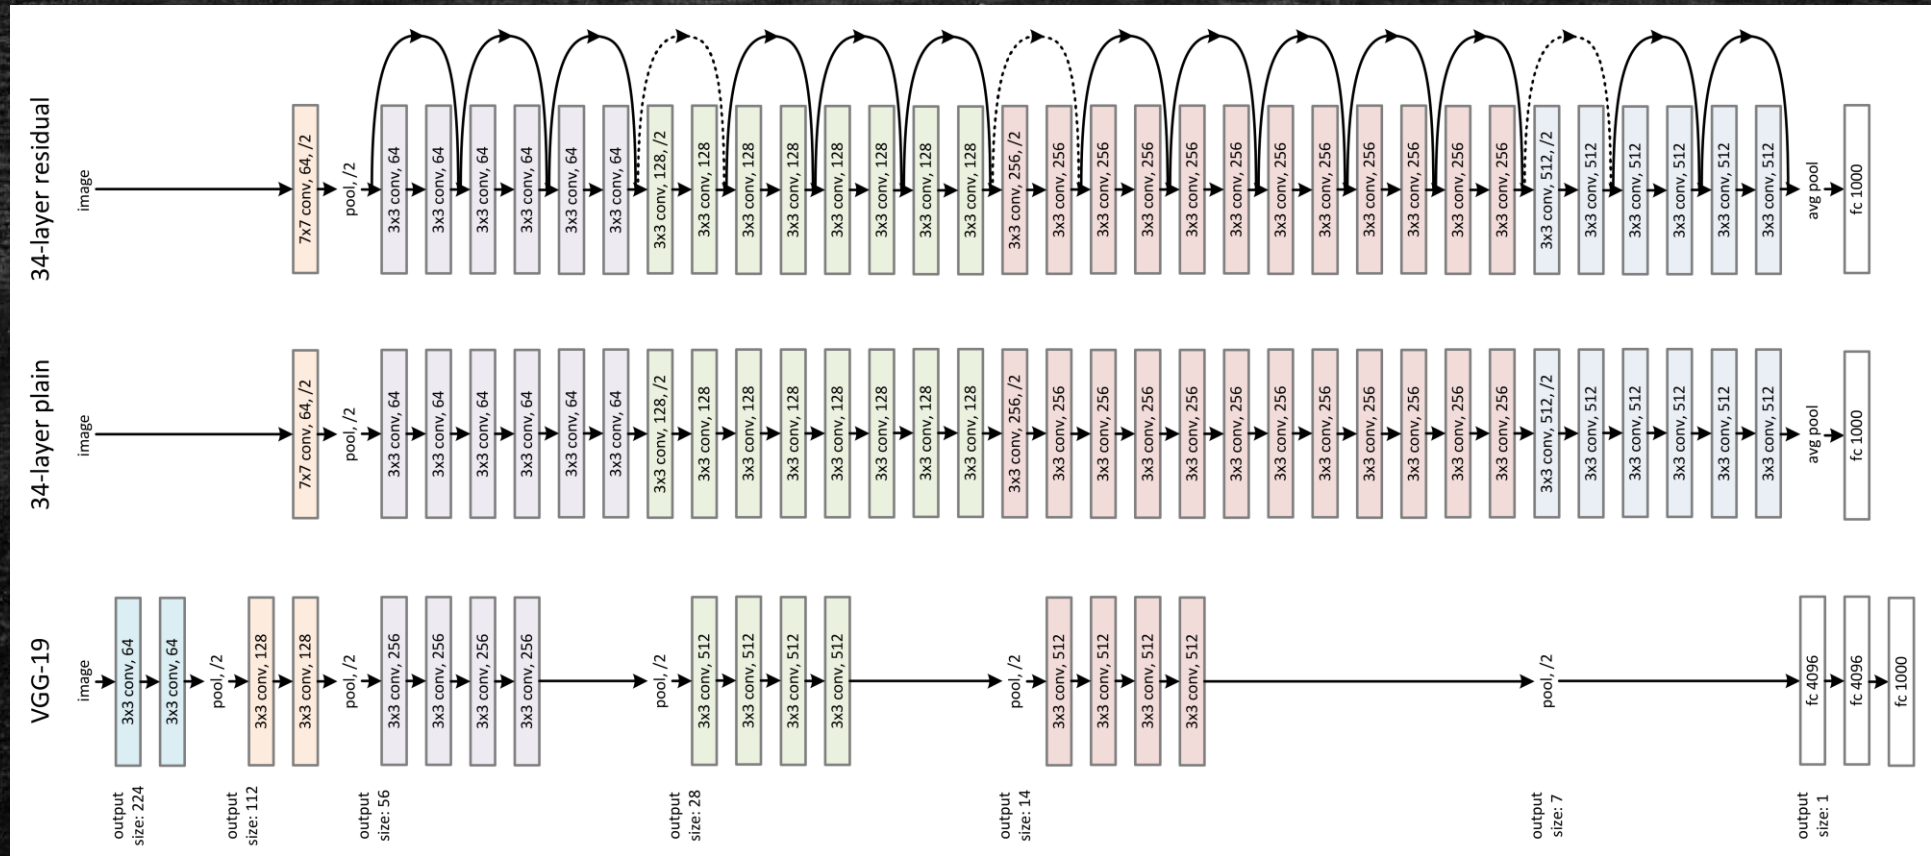 34-layer residual
image
7x7 conv, 64, /2
pool, /2
3x3 conv, 64
3x3 conv, 64
3x3 conv, 64
3x3 conv, 64
3x3 conv, 64
3x3 conv, 64
3x3 conv, 128, /2
3x3 conv, 128
3x3 conv, 128
3x3 conv, 128
3x3 conv, 128
3x3 conv, 128
3x3 conv, 128
3x3 conv, 128
3x3 conv, 256, /2
3x3 conv, 256
3x3 conv, 256
3x3 conv, 256
3x3 conv, 256
3x3 conv, 256
3x3 conv, 256
3x3 conv, 256
3x3 conv, 256
3x3 conv, 256
3x3 conv, 256
3x3 conv, 256
3x3 conv, 512, /2
3x3 conv, 512
3x3 conv, 512
3x3 conv, 512
3x3 conv, 512
3x3 conv, 512
avg pool
fc 1000
34-layer plain
image
7x7 conv, 64, /2
pool, /2
3x3 conv, 64
3x3 conv, 64
3x3 conv, 64
3x3 conv, 64
3x3 conv, 64
3x3 conv, 64
3x3 conv, 128, /2
3x3 conv, 128
3x3 conv, 128
3x3 conv, 128
3x3 conv, 128
3x3 conv, 128
3x3 conv, 128
3x3 conv, 128
3x3 conv, 256, /2
3x3 conv, 256
3x3 conv, 256
3x3 conv, 256
3x3 conv, 256
3x3 conv, 256
3x3 conv, 256
3x3 conv, 256
3x3 conv, 256
3x3 conv, 256
3x3 conv, 256
3x3 conv, 256
3x3 conv, 512, /2
3x3 conv, 512
3x3 conv, 512
3x3 conv, 512
3x3 conv, 512
3x3 conv, 512
avg pool
fc 1000
VGG-19
image
3x3 conv, 64
3x3 conv, 64
pool, /2
3x3 conv, 128
3x3 conv, 128
pool, /2
3x3 conv, 256
3x3 conv, 256
3x3 conv, 256
3x3 conv, 256
pool, /2
3x3 conv, 512
3x3 conv, 512
3x3 conv, 512
3x3 conv, 512
pool, /2
3x3 conv, 512
3x3 conv, 512
3x3 conv, 512
3x3 conv, 512
pool, /2
fc 4096
fc 4096
fc 1000
output
size: 224
output
size: 112
output
size: 56
output
size: 28
output
size: 14
output
size: 7
output
size: 1